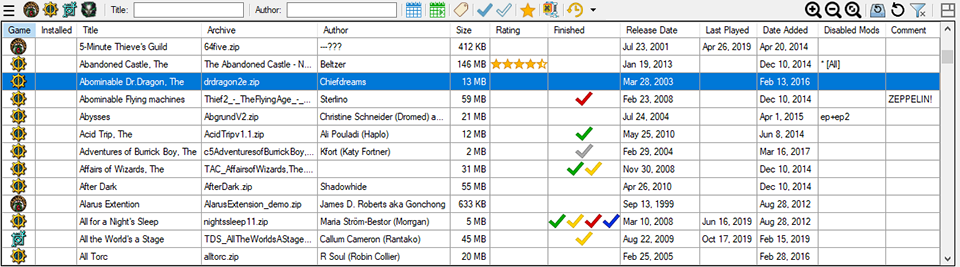 Title: Author:
Game Installed Title Archive Author Size Rating Finished Release Date Last Played Date Added Disabled Mods Comment
5-Minute Thieve's Guild 64five.zip ---??? 412 KB Jul 23, 2001 Apr 26, 2019 Apr 20, 2014
Abandoned Castle, The The Abandoned Castle - N... Beltzer 146 MB Jan 19, 2013 Dec 10, 2014 * [All]
Abominable Dr Dragon, The drdragon2e.zip Chiefdreams 13 MB Mar 28, 2003 Feb 13, 2016
Abominable Flying machines Thief2_-_TheFlyingAge_-_... Sterlino 59 MB Feb 23, 2008 Dec 10, 2014 ZEPPELIN!
Abysses AbgrundV2.zip Christine Schneider (Dromed) a... 21 MB Jul 24, 2004 Apr 1, 2015 ep+ep2
Acid Trip, The AcidTripv1.1.zip Ali Pouladi (Haplo) 12 MB May 25, 2010 Jun 8, 2014
Adventures of Burrick Boy, The c5AdventuresofBurrickBoy,... Kfort (Katy Fortner) 2 MB Feb 29, 2004 Mar 16, 2017
Affairs of Wizards, The TAC_AffairsofWizards,The... 31 MB Nov 30, 2008 Dec 10, 2014
After Dark AfterDark.zip Shadowhide 55 MB Apr 26, 2010 Dec 10, 2014
Alarus Extention AlarusExtension_demo.zip James D. Roberts aka Gonchong 633 KB Sep 13, 1999 Aug 28, 2012
All for a Night's Sleep nightssleep11.zip Maria Ström-Bestor (Morrgan) 5 MB Mar 10, 2008 Jun 16, 2019 Aug 28, 2012
All the World's a Stage TDS_AllTheWorldsAStage... Callum Cameron (Rantako) 45 MB Aug 22, 2009 Oct 17, 2019 Feb 15, 2019
All Torc alltorc.zip R Soul (Robin Collier) 20 MB Feb 25, 2005 Dec 10, 2014